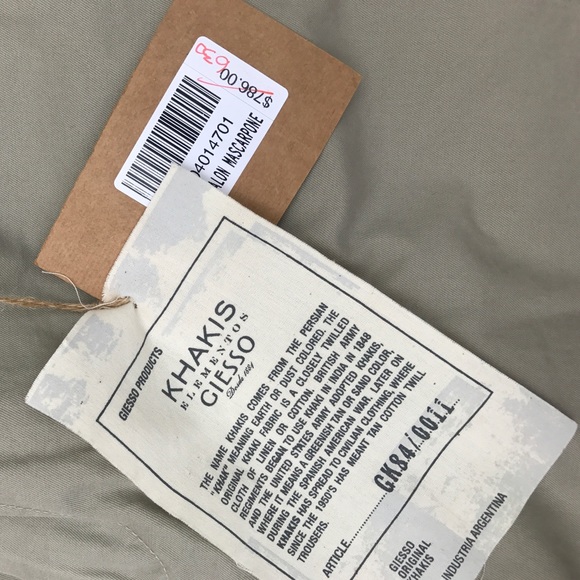 $786.00
04014701
ALON MASCARPONE
GIESSO PRODUCTS
KHAKIS
ELEMENTOS
GIESSO
Desde 1884
THE NAME KHAKIS COMES FROM THE PERSIAN
"KHAK" MEANING EARTH OR DUST COLORED. THE
ORIGINAL KHAKI FABRIC IS A CLOSELY TWILLED
CLOTH OF LINEN OR COTTON. BRITISH ARMY
REGIMENTS BEGAN TO USE KHAKI IN INDIA IN 1848
AND THE UNITED STATES ARMY ADOPTED KHAKIS,
WHERE IT MEANS A GREENISH TAN OR SAND COLOR,
DURING THE SPANISH AMERICAN WAR. LATER ON
KHAKIS HAS SPREAD TO CIVILIAN CLOTHING, WHERE
SINCE THE 1950'S HAS MEANT TAN COTTON TWILL
TROUSERS.
ARTICLE GK84/0011
GIESSO
ORIGINAL
KHAKIS
INDUSTRIA ARGENTINA